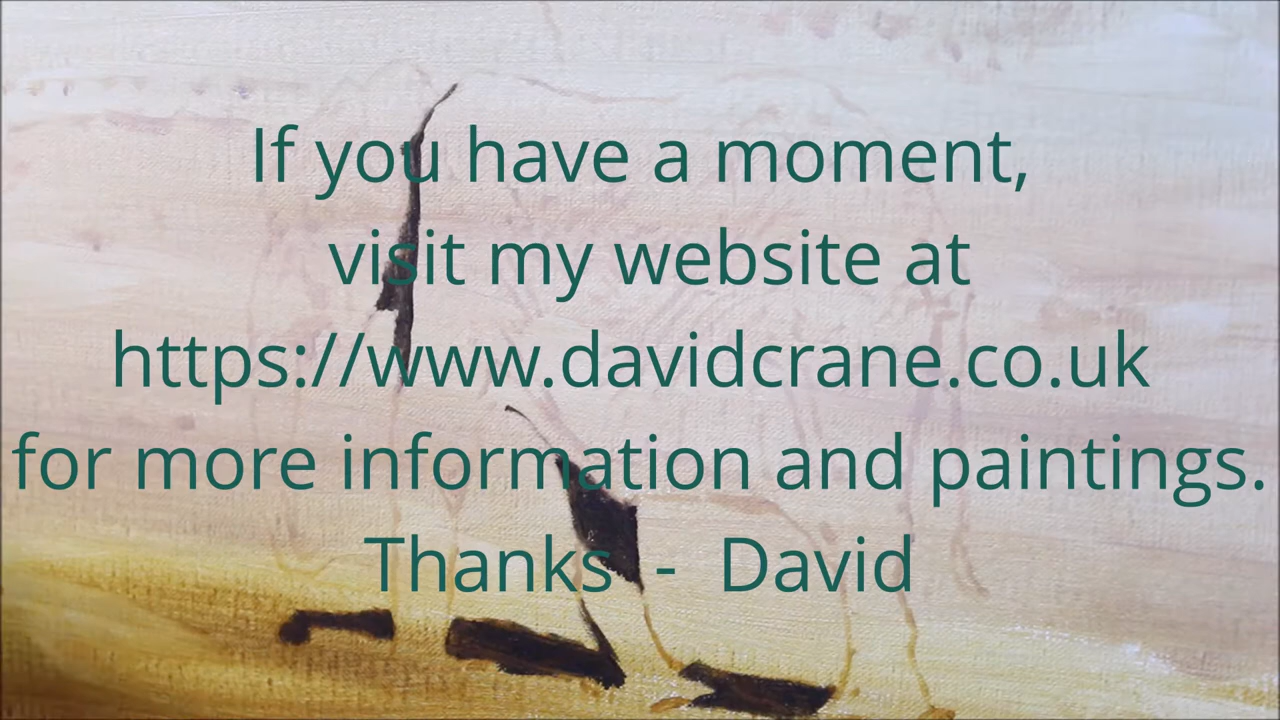 If you have a moment,
visit my website at
https://www.davidcrane.co.uk
for more information and paintings.
Thanks - David